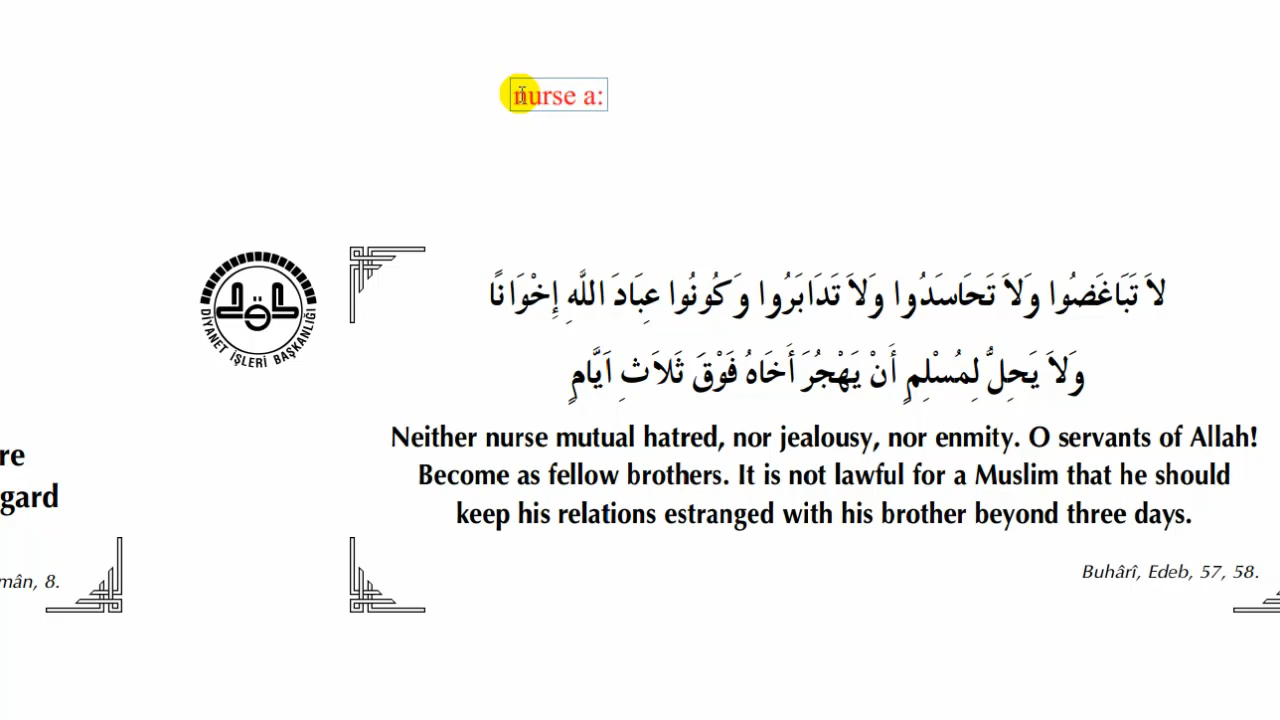 nurse a:
DİYANET İŞLERİ BAŞKANLIĞI
لاَ تَبَاغَضُوا وَلاَ تَحَاسَدُوا وَلاَ تَدَابَرُوا وَكُونُوا عِبَادَ اللَّهِ إِخْوَانًا
وَلاَ يَحِلُّ لِمُسْلِمٍ أَنْ يَهْجُرَ أَخَاهُ فَوْقَ ثَلاَثِ اَيَّامٍ
Neither nurse mutual hatred, nor jealousy, nor enmity. O servants of Allah!
Become as fellow brothers. It is not lawful for a Muslim that he should
keep his relations estranged with his brother beyond three days.
Buhârî, Edeb, 57, 58.
re
gard
mân, 8.